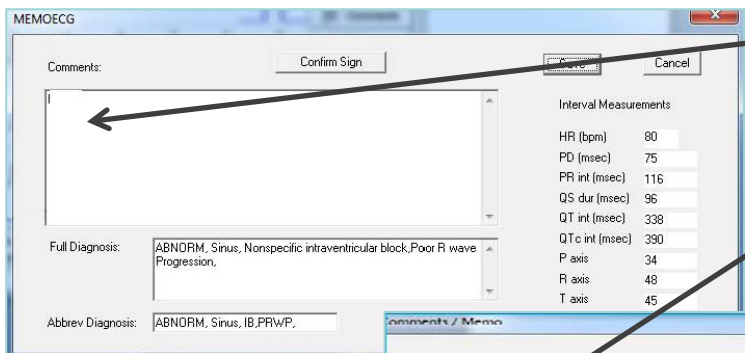 MEMOECG
Comments:
Confirm Sign
Save
Cancel
Interval Measurements
HR (bpm) 80
PD (msec) 75
PR int (msec) 116
QS dur (msec) 96
QT int (msec) 338
QTc int (msec) 390
P axis 34
R axis 48
T axis 45
Full Diagnosis:
ABNORM, Sinus, Nonspecific intraventricular block,Poor R wave
Progression,
Abbrev Diagnosis:
ABNORM, Sinus, IB,PRWP,
Comments / Memo